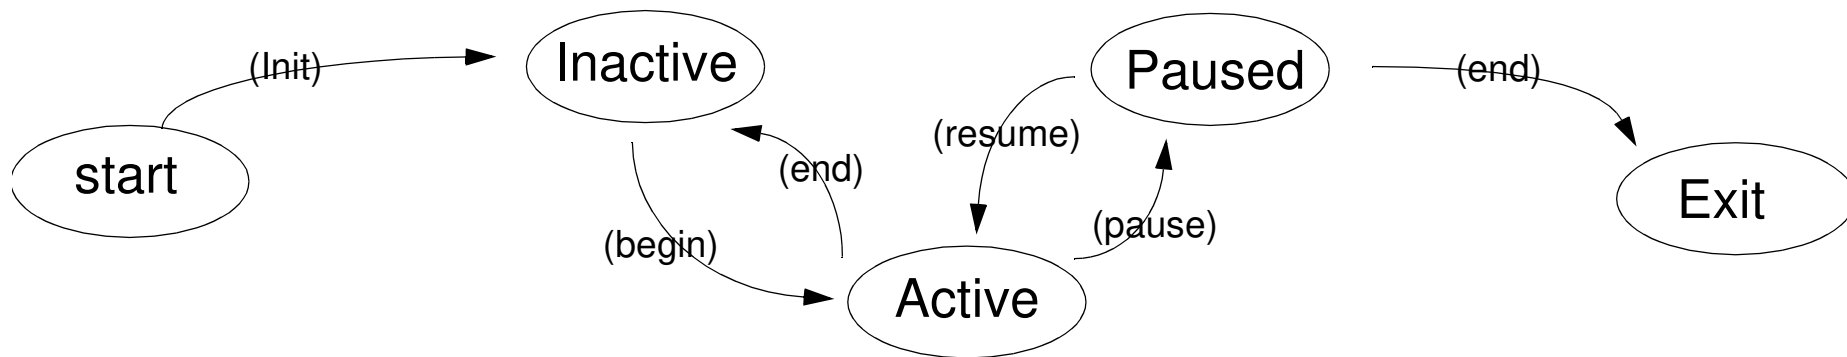 (Init)
Inactive
Paused
(end)
start
(resume)
(end)
Exit
(begin)
(pause)
Active